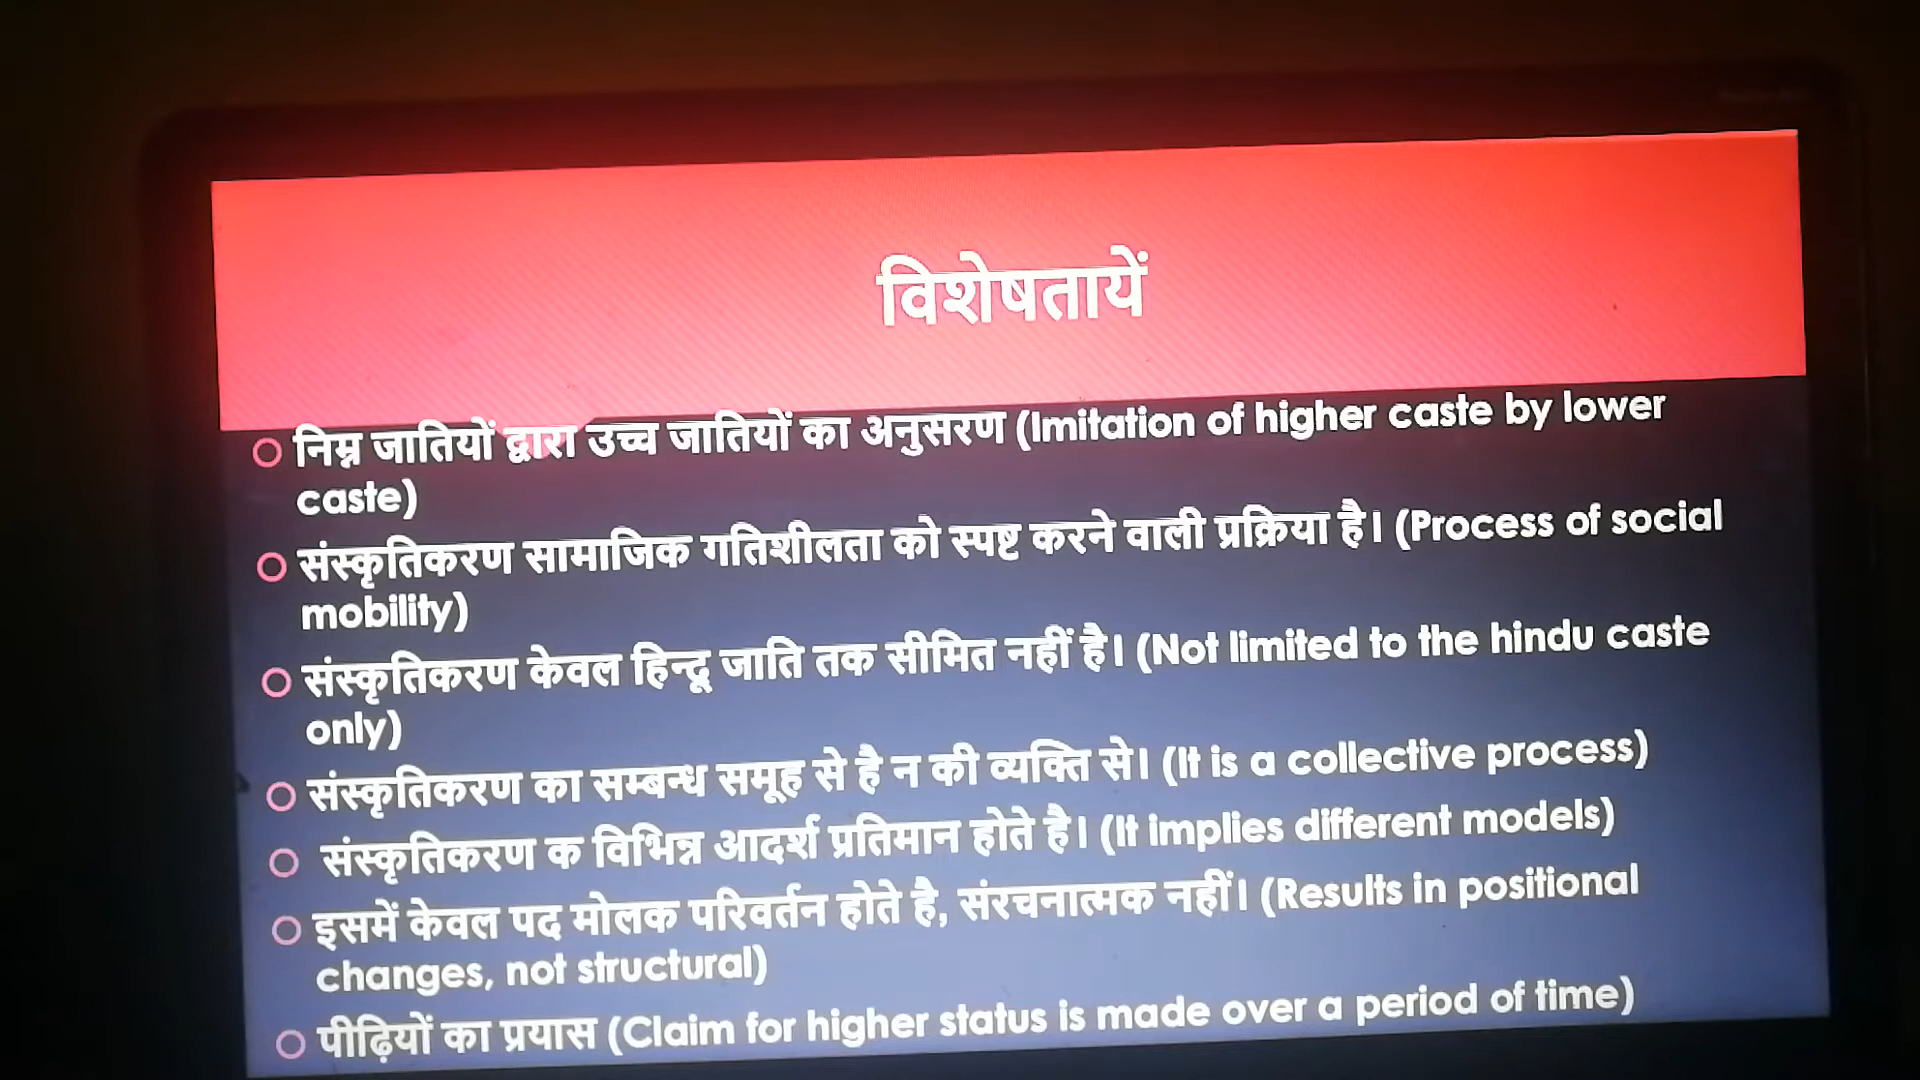 विशेषतायें
निम्न जातियों द्वारा उच्च जातियों का अनुसरण (Imitation of higher caste by lower
caste)
संस्कृतिकरण सामाजिक गतिशीलता को स्पष्ट करने वाली प्रक्रिया है। (Process of social
mobility)
संस्कृतिकरण केवल हिन्दू जाति तक सीमित नहीं है। (Not limited to the hindu caste
only)
संस्कृतिकरण का सम्बन्ध समूह से है न की व्यक्ति से। (It is a collective process)
संस्कृतिकरण क विभिन्न आदर्श प्रतिमान होते है। (It implies different models)
इसमें केवल पद मोलक परिवर्तन होते है, संरचनात्मक नहीं। (Results in positional
changes, not structural)
पीढ़ियों का प्रयास (Claim for higher status is made over a period of time)